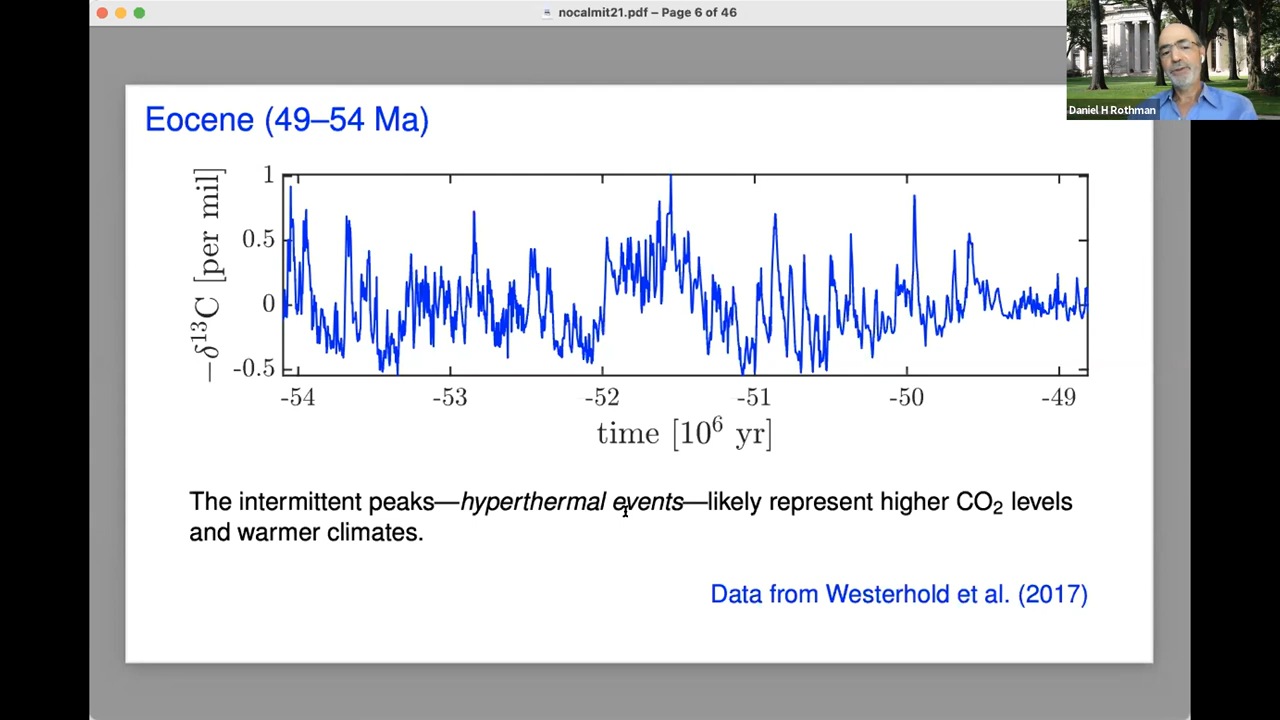 nocalmit21.pdf – Page 6 of 46
Daniel H Rothman
Eocene (49–54 Ma)
−δ¹³C [per mil]
1
0.5
0
-0.5
-54 -53 -52 -51 -50 -49
time [10⁶ yr]
The intermittent peaks—hyperthermal events—likely represent higher CO₂ levels
and warmer climates.
Data from Westerhold et al. (2017)